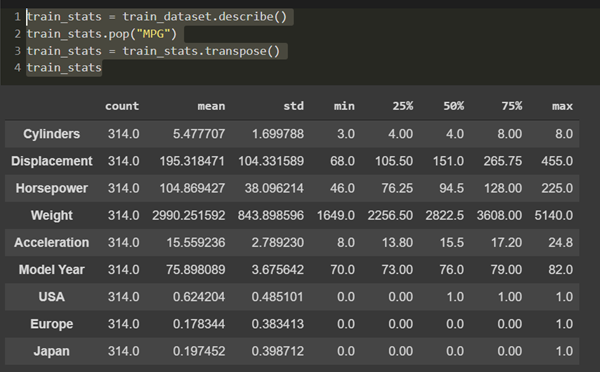 1 train_stats = train_dataset.describe()
2 train_stats.pop("MPG")
3 train_stats = train_stats.transpose()
4 train_stats
count mean std min 25% 50% 75% max
Cylinders 314.0 5.477707 1.699788 3.0 4.00 4.0 8.00 8.0
Displacement 314.0 195.318471 104.331589 68.0 105.50 151.0 265.75 455.0
Horsepower 314.0 104.869427 38.096214 46.0 76.25 94.5 128.00 225.0
Weight 314.0 2990.251592 843.898596 1649.0 2256.50 2822.5 3608.00 5140.0
Acceleration 314.0 15.559236 2.789230 8.0 13.80 15.5 17.20 24.8
Model Year 314.0 75.898089 3.675642 70.0 73.00 76.0 79.00 82.0
USA 314.0 0.624204 0.485101 0.0 0.00 1.0 1.00 1.0
Europe 314.0 0.178344 0.383413 0.0 0.00 0.0 0.00 1.0
Japan 314.0 0.197452 0.398712 0.0 0.00 0.0 0.00 1.0